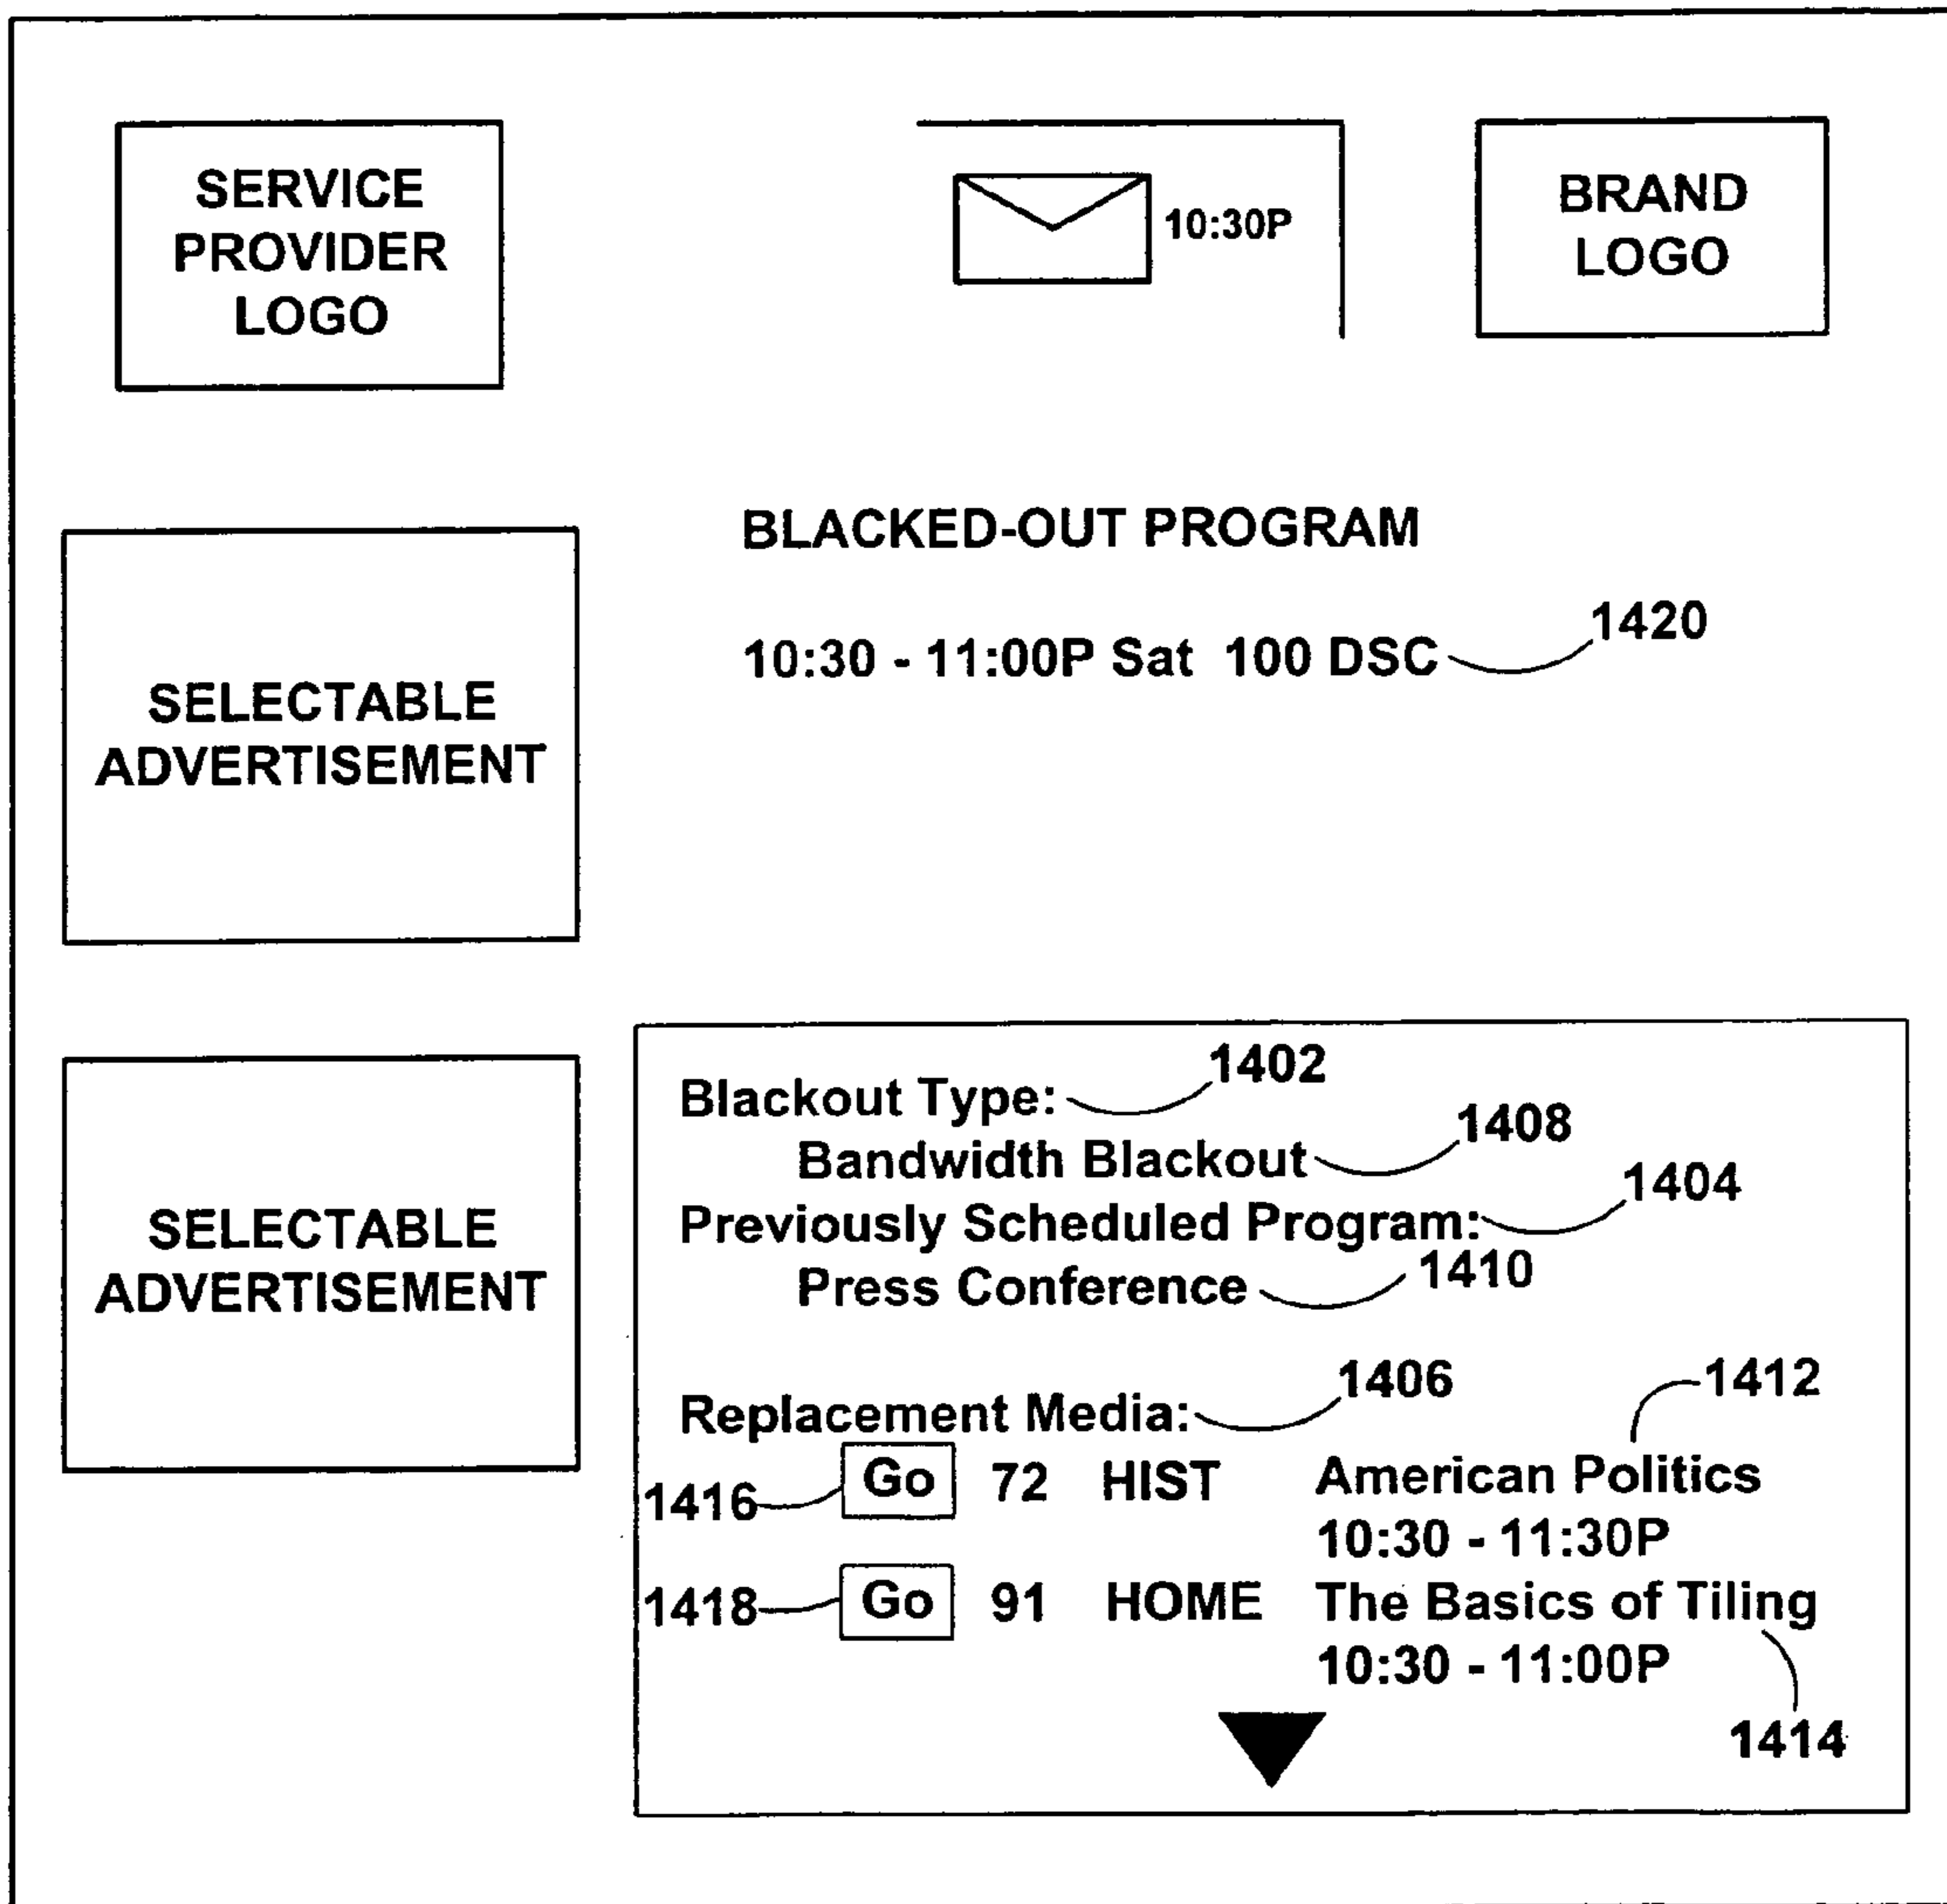 SERVICE
PROVIDER
LOGO
10:30P
BRAND
LOGO
SELECTABLE
ADVERTISEMENT
BLACKED-OUT PROGRAM
1420
10:30 - 11:00P Sat 100 DSC
SELECTABLE
ADVERTISEMENT
1402
Blackout Type:
1408
Bandwidth Blackout
1404
Previously Scheduled Program:
Press Conference 1410
1406 1412
Replacement Media:
1416 Go 72 HIST American Politics
10:30 - 11:30P
1418 Go 91 HOME The Basics of Tiling
10:30 - 11:00P
1414